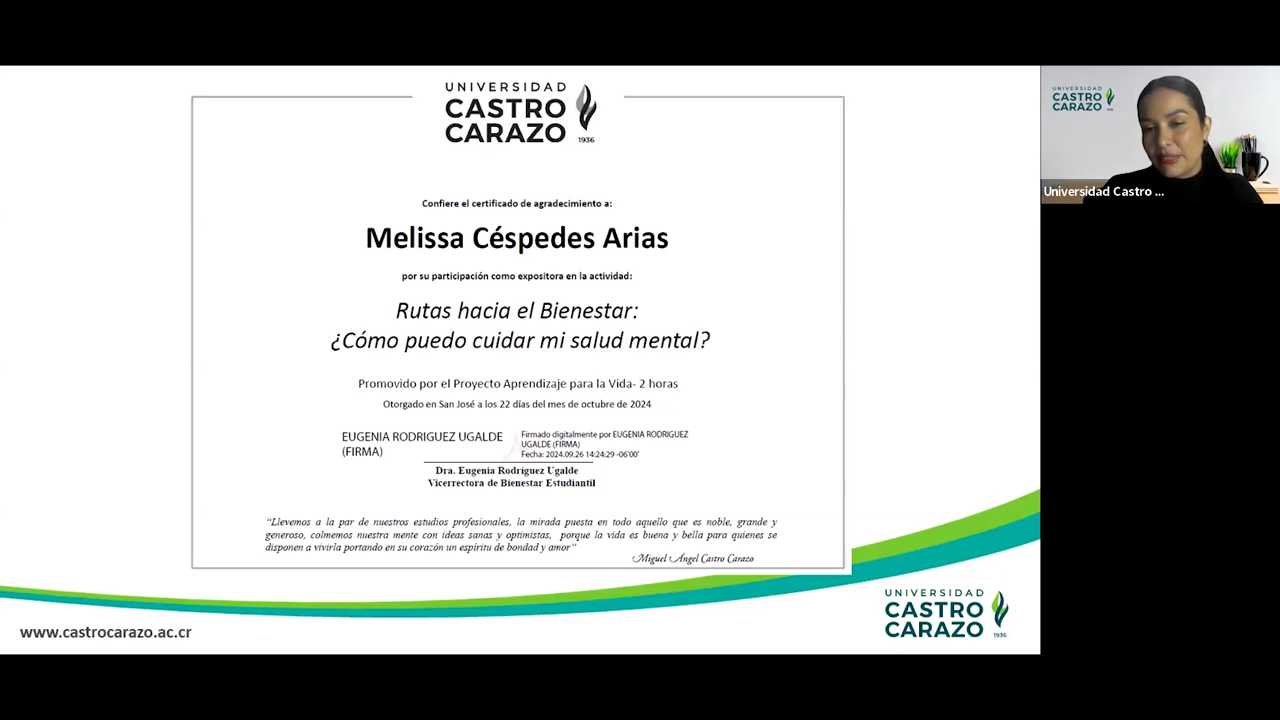 UNIVERSIDAD
CASTRO
CARAZO
1936
Confiere el certificado de agradecimiento a:
Melissa Céspedes Arias
por su participación como expositora en la actividad:
Rutas hacia el Bienestar:
¿Cómo puedo cuidar mi salud mental?
Promovido por el Proyecto Aprendizaje para la Vida- 2 horas
Otorgado en San José a los 22 días del mes de octubre de 2024
EUGENIA RODRIGUEZ UGALDE
(FIRMA)
Firmado digitalmente por EUGENIA RODRIGUEZ
UGALDE (FIRMA)
Fecha: 2024.09.26 14:24:29 -06'00'
Dra. Eugenia Rodríguez Ugalde
Vicerrectora de Bienestar Estudiantil
“Llevemos a la par de nuestros estudios profesionales, la mirada puesta en todo aquello que es noble, grande y
generoso, colmemos nuestra mente con ideas sanas y optimistas, porque la vida es buena y bella para quienes se
disponen a vivirla portando en su corazón un espíritu de bondad y amor”
Miguel Ángel Castro Carazo
www.castrocarazo.ac.cr
UNIVERSIDAD
CASTRO
CARAZO
1936
UNIVERSIDAD
CASTRO
CARAZO
Universidad Castro ...